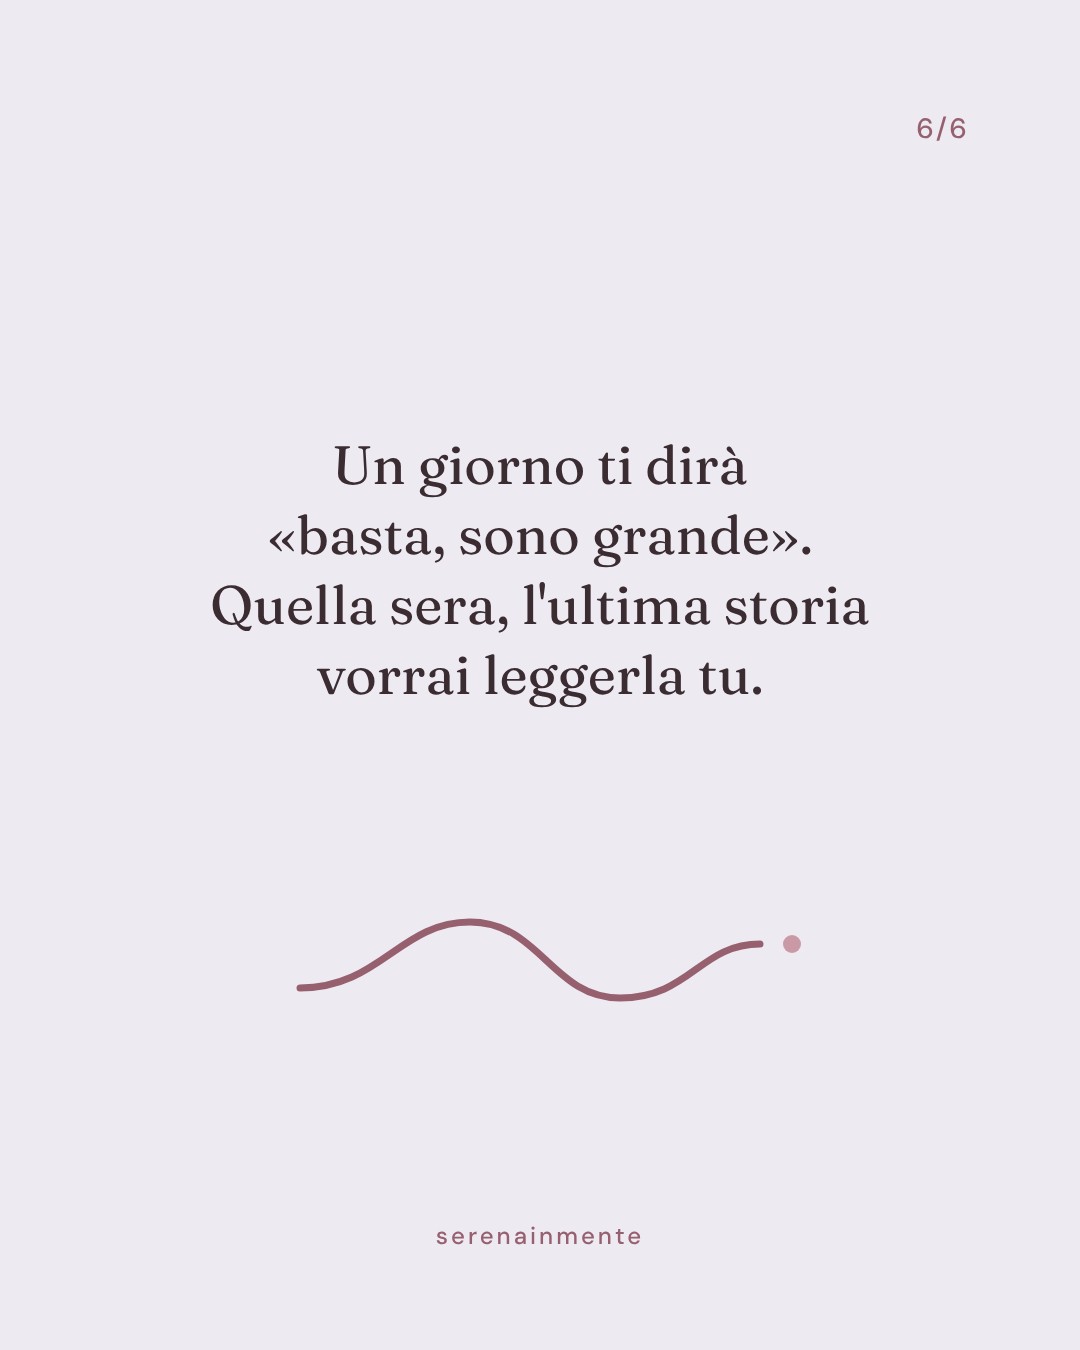 6/6
Un giorno ti dirà
«basta, sono grande».
Quella sera, l'ultima storia
vorrai leggerla tu.
serenainmente